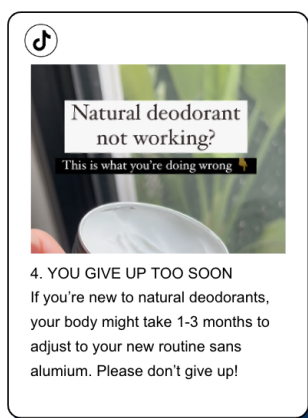 Natural deodorant
not working?
This is what you're doing wrong 👇
4. YOU GIVE UP TOO SOON
If you're new to natural deodorants,
your body might take 1-3 months to
adjust to your new routine sans
alumium. Please don't give up!